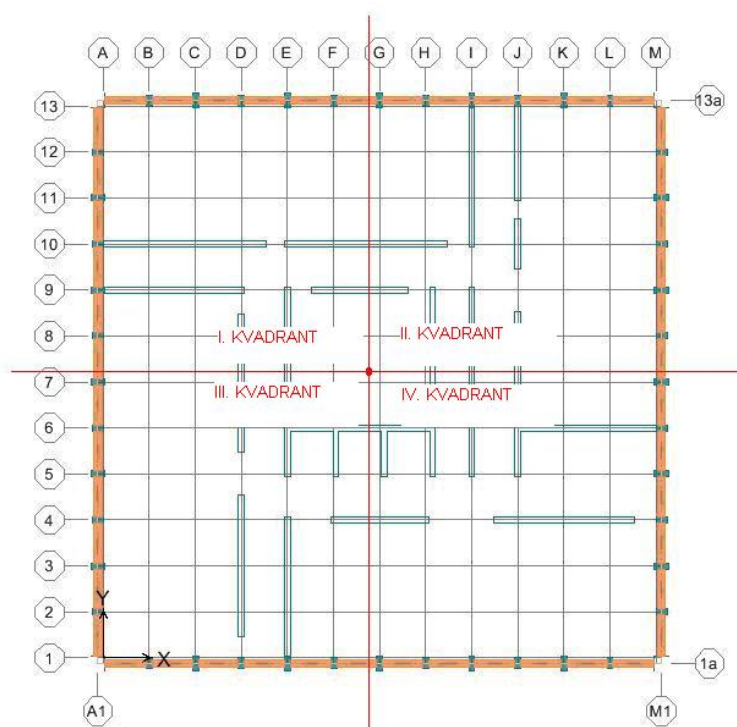 A B C D E F G H I J K L M
13 13a
12
11
10
9
8
I. KVADRANT II. KVADRANT
7
III. KVADRANT IV. KVADRANT
6
5
4
3
2 Y
1 X 1a
A1 M1